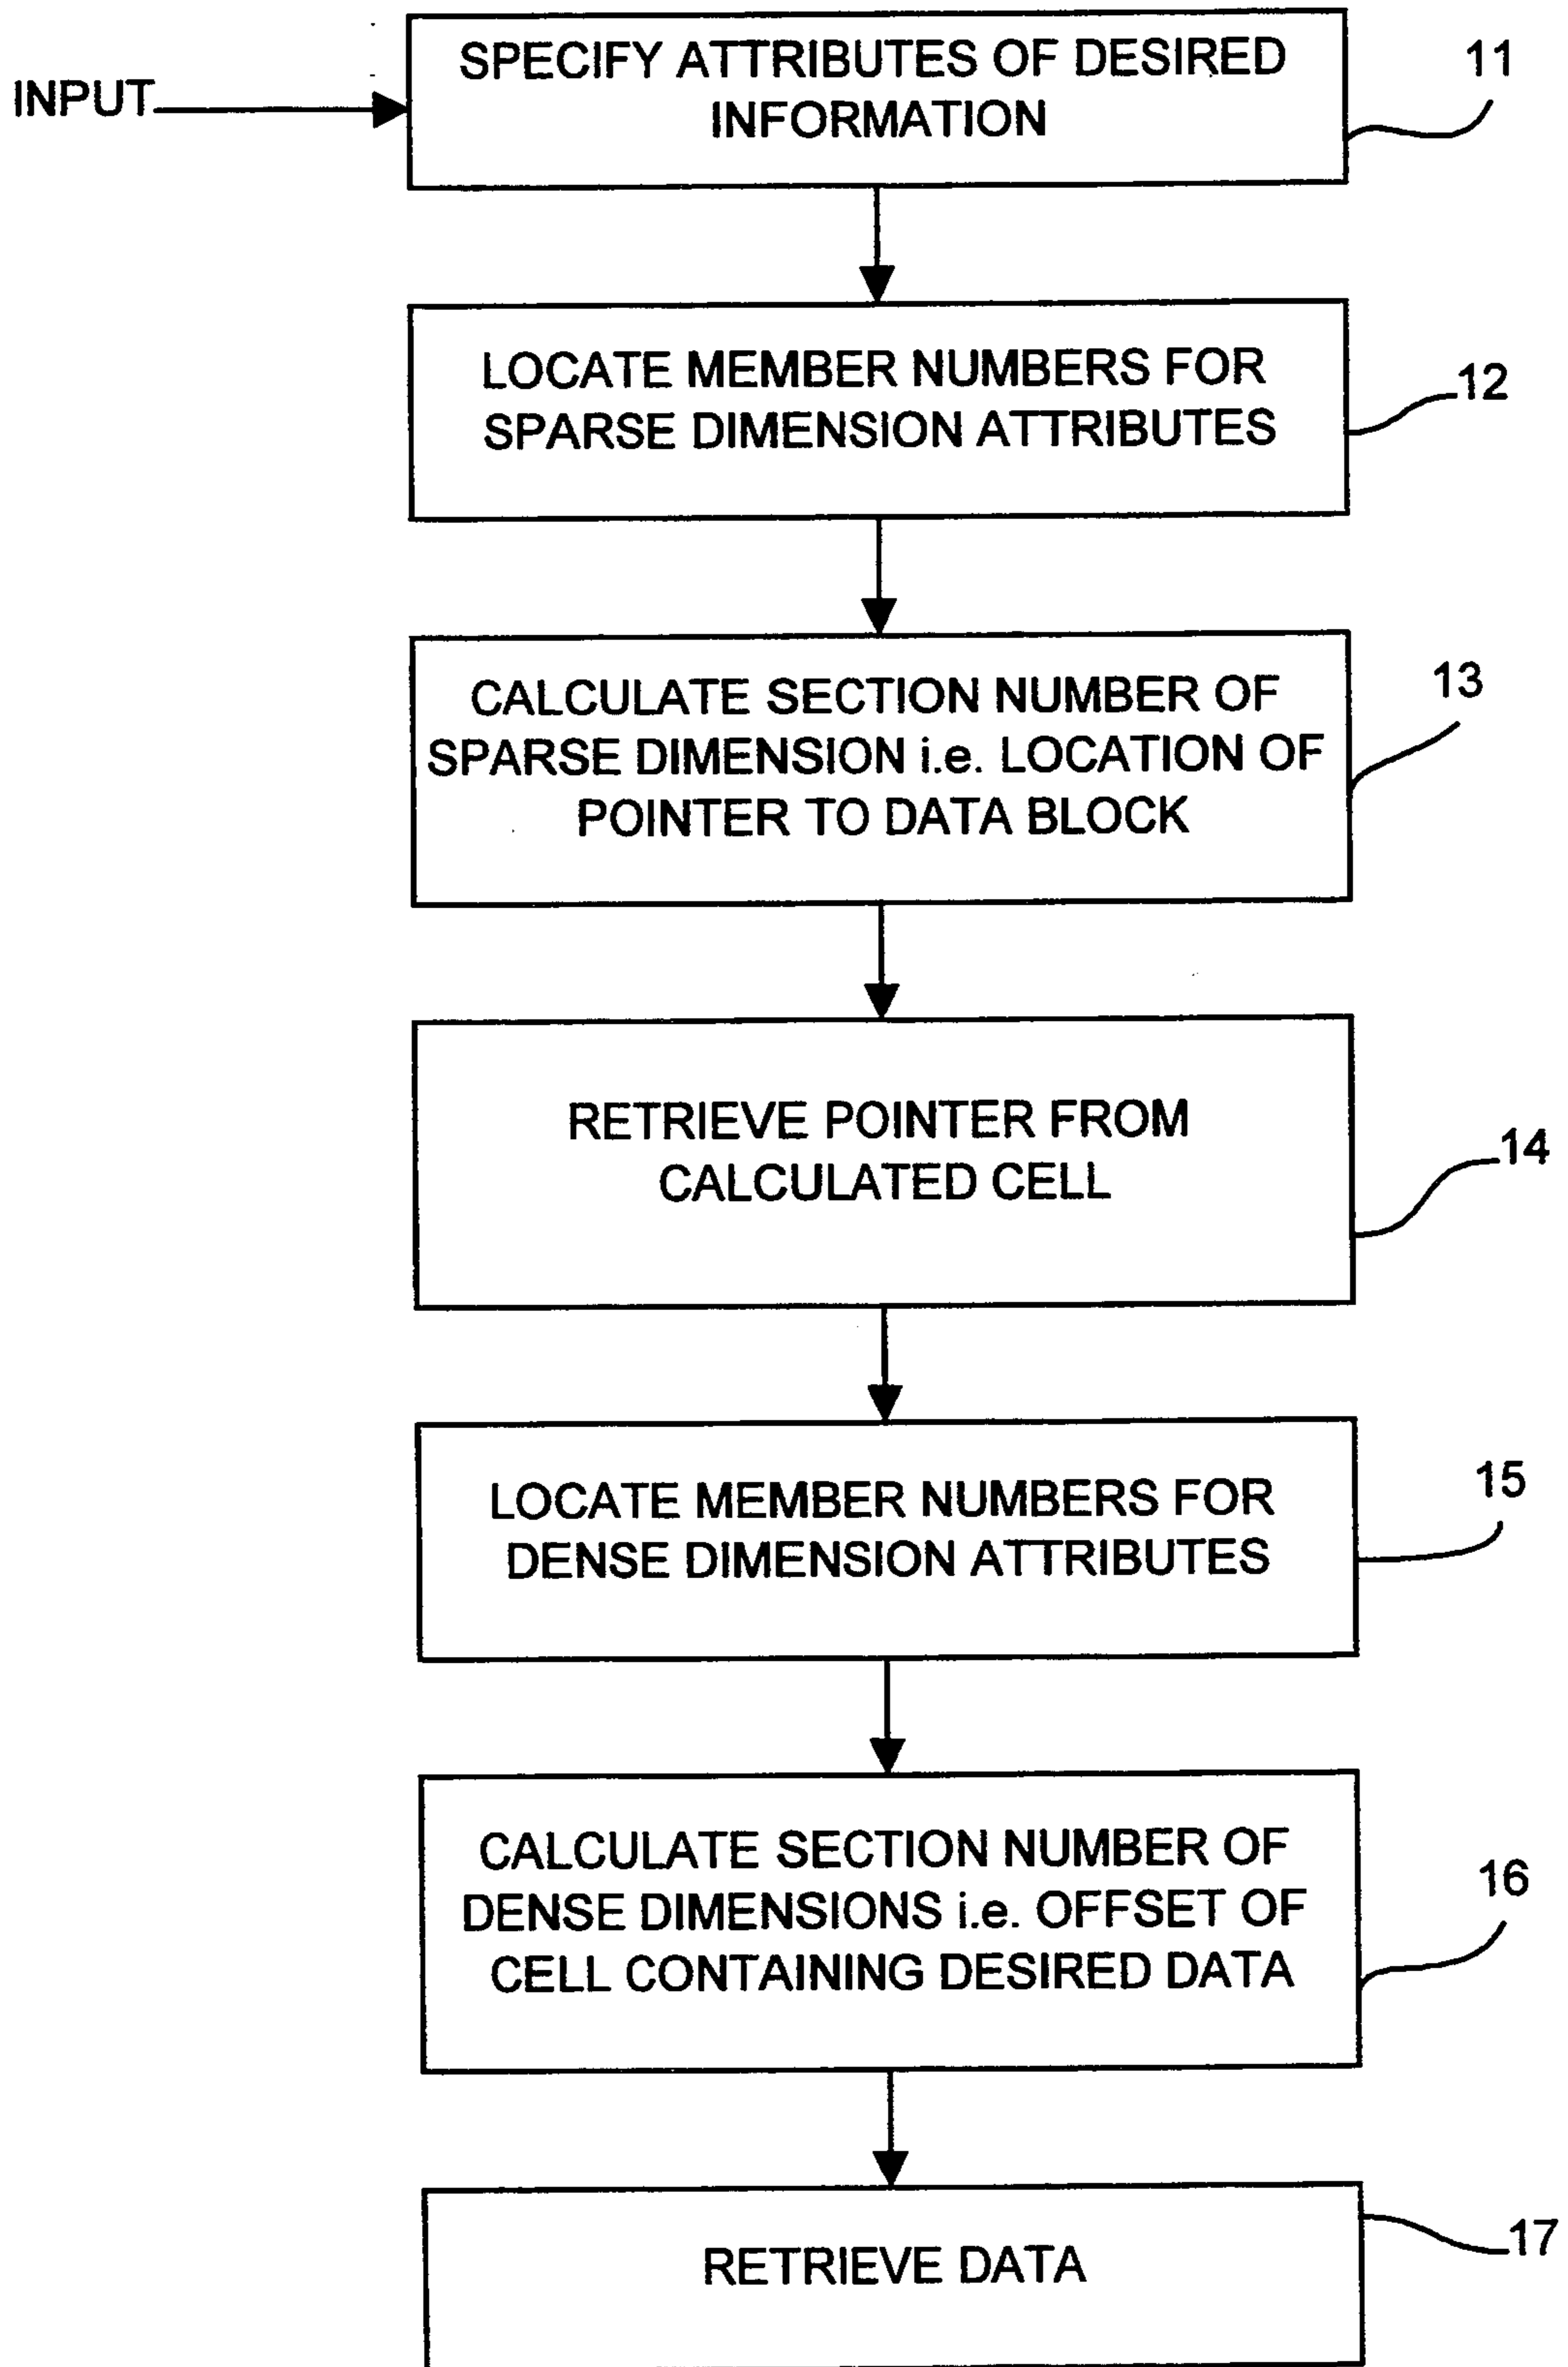 SPECIFY ATTRIBUTES OF DESIRED
INFORMATION
11
INPUT
LOCATE MEMBER NUMBERS FOR
SPARSE DIMENSION ATTRIBUTES
12
CALCULATE SECTION NUMBER OF
SPARSE DIMENSION i.e. LOCATION OF
POINTER TO DATA BLOCK
13
RETRIEVE POINTER FROM
CALCULATED CELL
14
LOCATE MEMBER NUMBERS FOR
DENSE DIMENSION ATTRIBUTES
15
CALCULATE SECTION NUMBER OF
DENSE DIMENSIONS i.e. OFFSET OF
CELL CONTAINING DESIRED DATA
16
RETRIEVE DATA
17